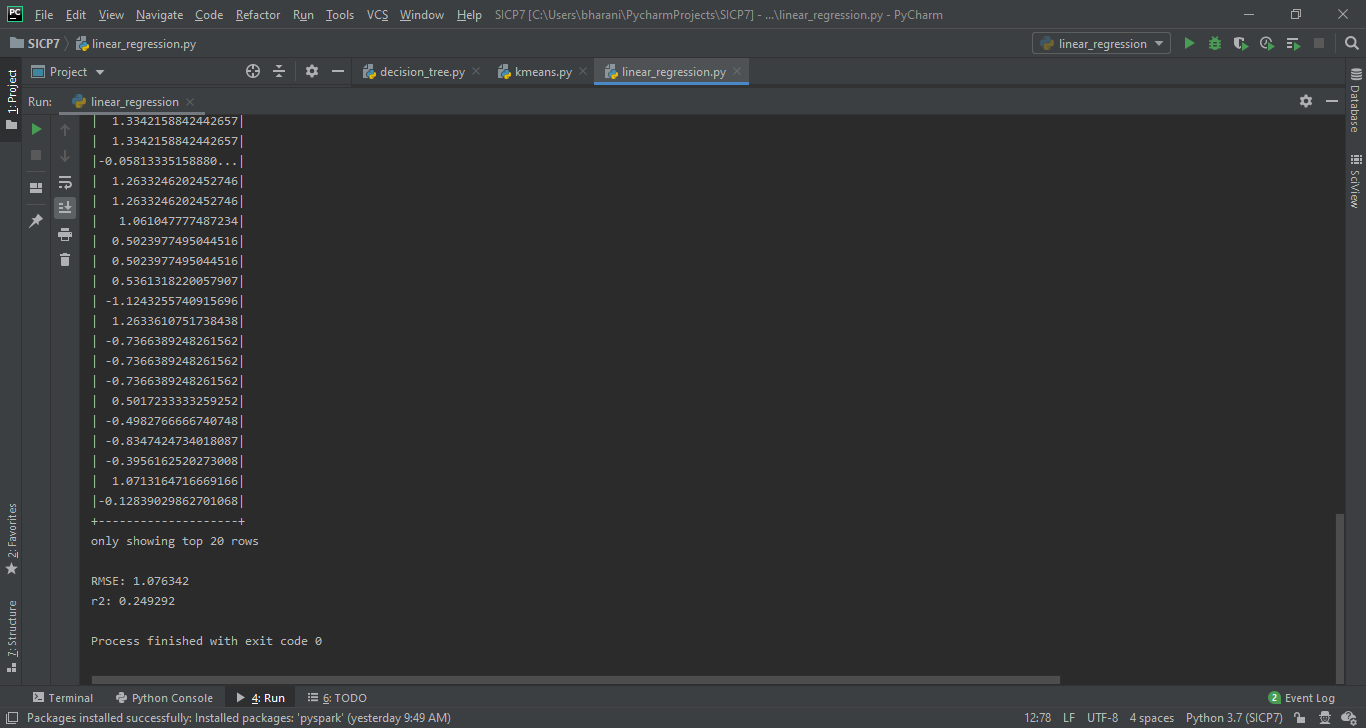 PC File Edit View Navigate Code Refactor Run Tools VCS Window Help SICP7 [C:\Users\bharani\PycharmProjects\SICP7] - ...\linear_regression.py - PyCharm
SICP7 linear_regression.py linear_regression
Project decision_tree.py kmeans.py linear_regression.py
1: Project
Run: linear_regression
| 1.3342158842442657|
| 1.3342158842442657|
|-0.05813335158880...|
| 1.2633246202452746|
| 1.2633246202452746|
| 1.061047777487234|
| 0.5023977495044516|
| 0.5023977495044516|
| 0.5361318220057907|
| -1.1243255740915696|
| 1.2633610751738438|
| -0.7366389248261562|
| -0.7366389248261562|
| -0.7366389248261562|
| 0.5017233333259252|
| -0.4982766666740748|
| -0.8347424734018087|
| -0.3956162520273008|
| 1.0713164716669166|
|-0.12839029862701068|
+--------------------+
only showing top 20 rows
RMSE: 1.076342
r2: 0.249292
Process finished with exit code 0
2: Favorites
7: Structure
Database
SciView
Terminal Python Console 4: Run 6: TODO 2 Event Log
Packages installed successfully: Installed packages: 'pyspark' (yesterday 9:49 AM) 12:78 LF UTF-8 4 spaces Python 3.7 (SICP7)